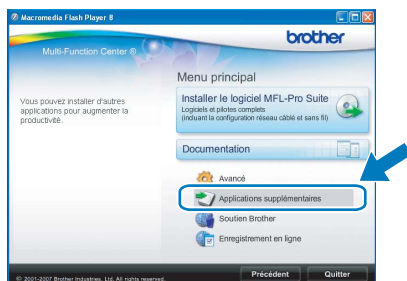 Macromedia Flash Player 8
brother
Multi-Function Center ®
Menu principal
Vous pouvez installer d'autres
applications pour augmenter la
productivité.
Installer le logiciel MFL-Pro Suite
Logiciels et pilotes complets
(incluant la configuration réseau câblé et sans fil)
Documentation
Avancé
Applications supplémentaires
Soutien Brother
Enregistrement en ligne
© 2001-2007 Brother Industries, Ltd. All rights reserved.
Précédent
Quitter